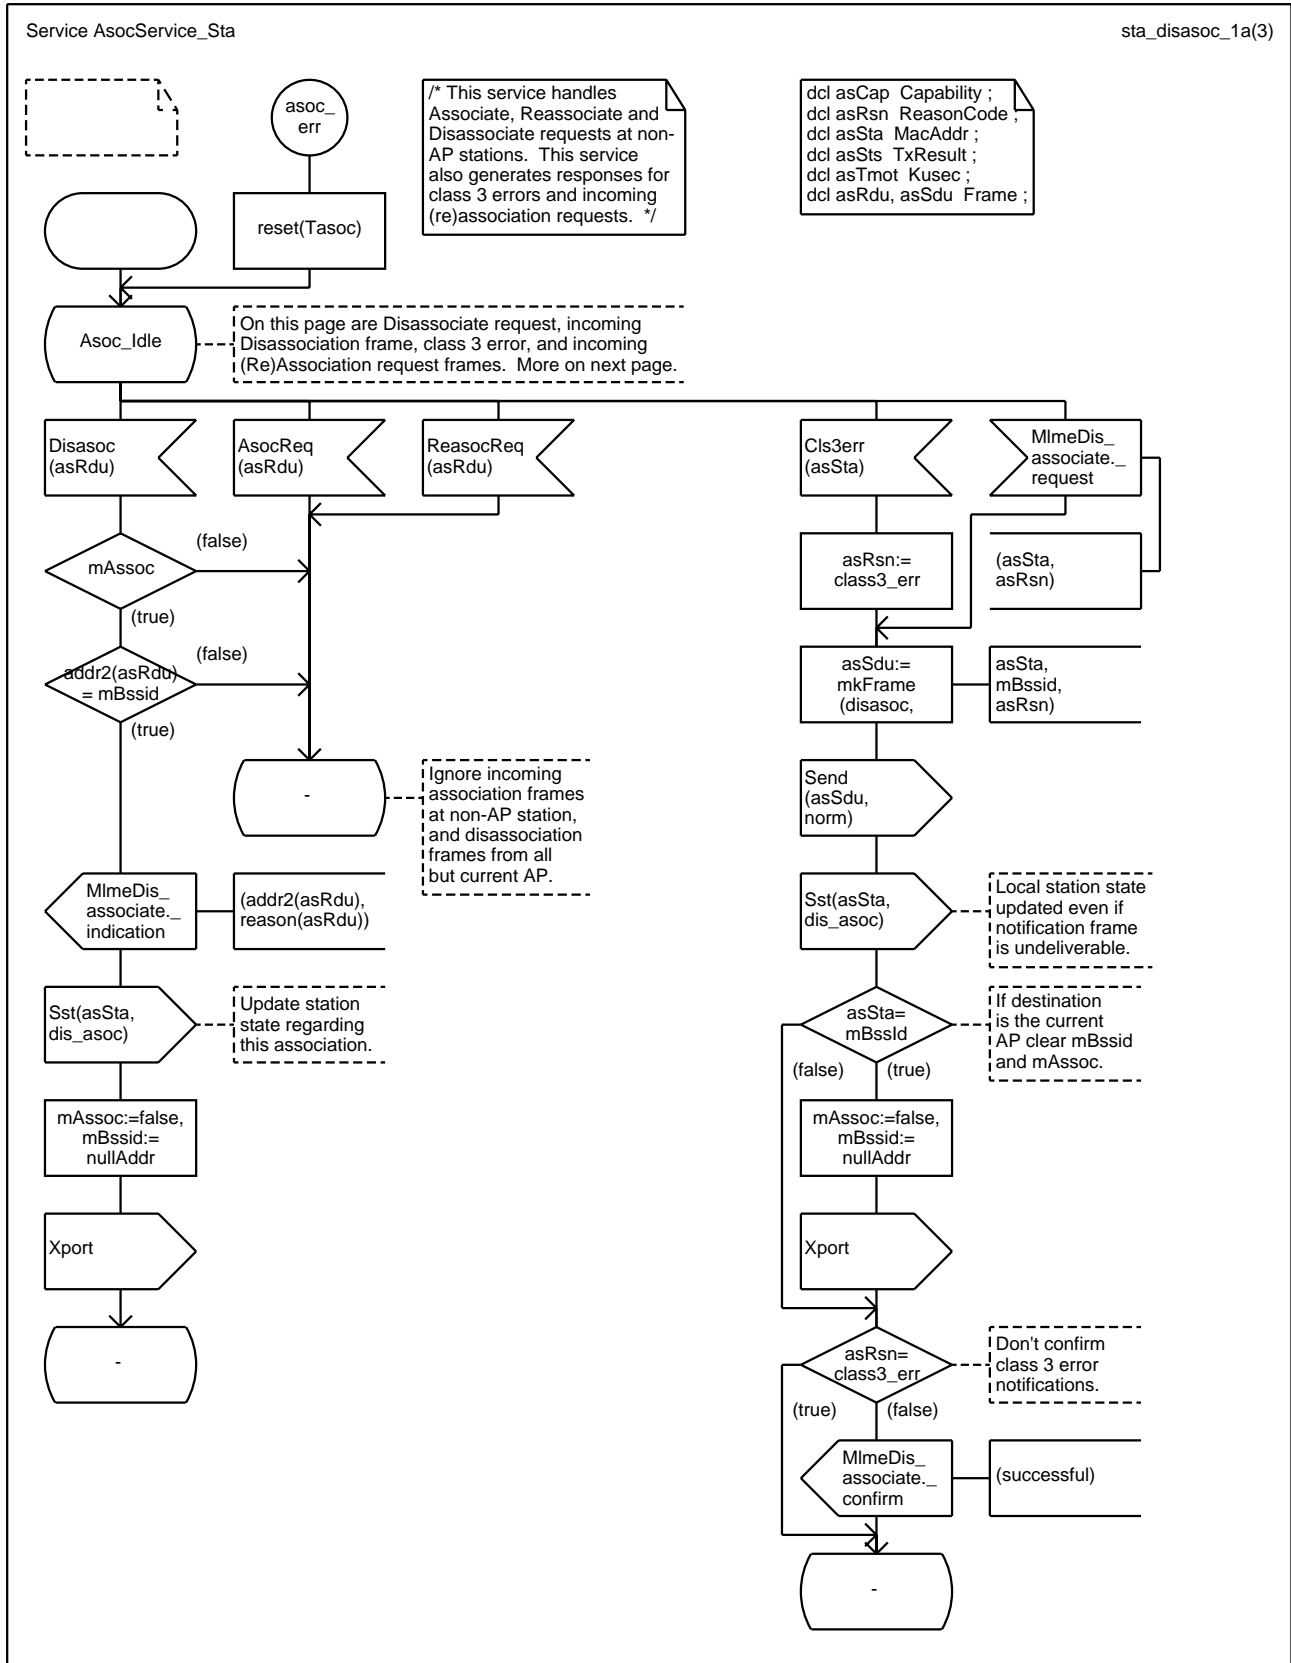 Service AsocService_Sta
sta_disasoc_1a(3)
asoc_
err
/* This service handles
Associate, Reassociate and
Disassociate requests at non-
AP stations.  This service
also generates responses for
class 3 errors and incoming
(re)association requests.  */
dcl asCap  Capability ;
dcl asRsn  ReasonCode ;
dcl asSta  MacAddr ;
dcl asSts  TxResult ;
dcl asTmot  Kusec ;
dcl asRdu, asSdu  Frame ;
reset(Tasoc)
Asoc_Idle
On this page are Disassociate request, incoming
Disassociation frame, class 3 error, and incoming
(Re)Association request frames.  More on next page.
Disasoc
(asRdu)
AsocReq
(asRdu)
ReasocReq
(asRdu)
Cls3err
(asSta)
MlmeDis_
associate._
request
mAssoc
(false)
(true)
asRsn:=
class3_err
(asSta,
asRsn)
addr2(asRdu)
= mBssid
(false)
(true)
asSdu:=
mkFrame
(disasoc,
asSta,
mBssid,
asRsn)
-
Ignore incoming
association frames
at non-AP station,
and disassociation
frames from all
but current AP.
Send
(asSdu,
norm)
MlmeDis_
associate._
indication
(addr2(asRdu),
reason(asRdu))
Sst(asSta,
dis_asoc)
Local station state
updated even if
notification frame
is undeliverable.
Sst(asSta,
dis_asoc)
Update station
state regarding
this association.
asSta=
mBssId
If destination
is the current
AP clear mBssid
and mAssoc.
(false)
(true)
mAssoc:=false,
mBssid:=
nullAddr
mAssoc:=false,
mBssid:=
nullAddr
Xport
Xport
-
asRsn=
class3_err
Don't confirm
class 3 error
notifications.
(true)
(false)
MlmeDis_
associate._
confirm
(successful)
-